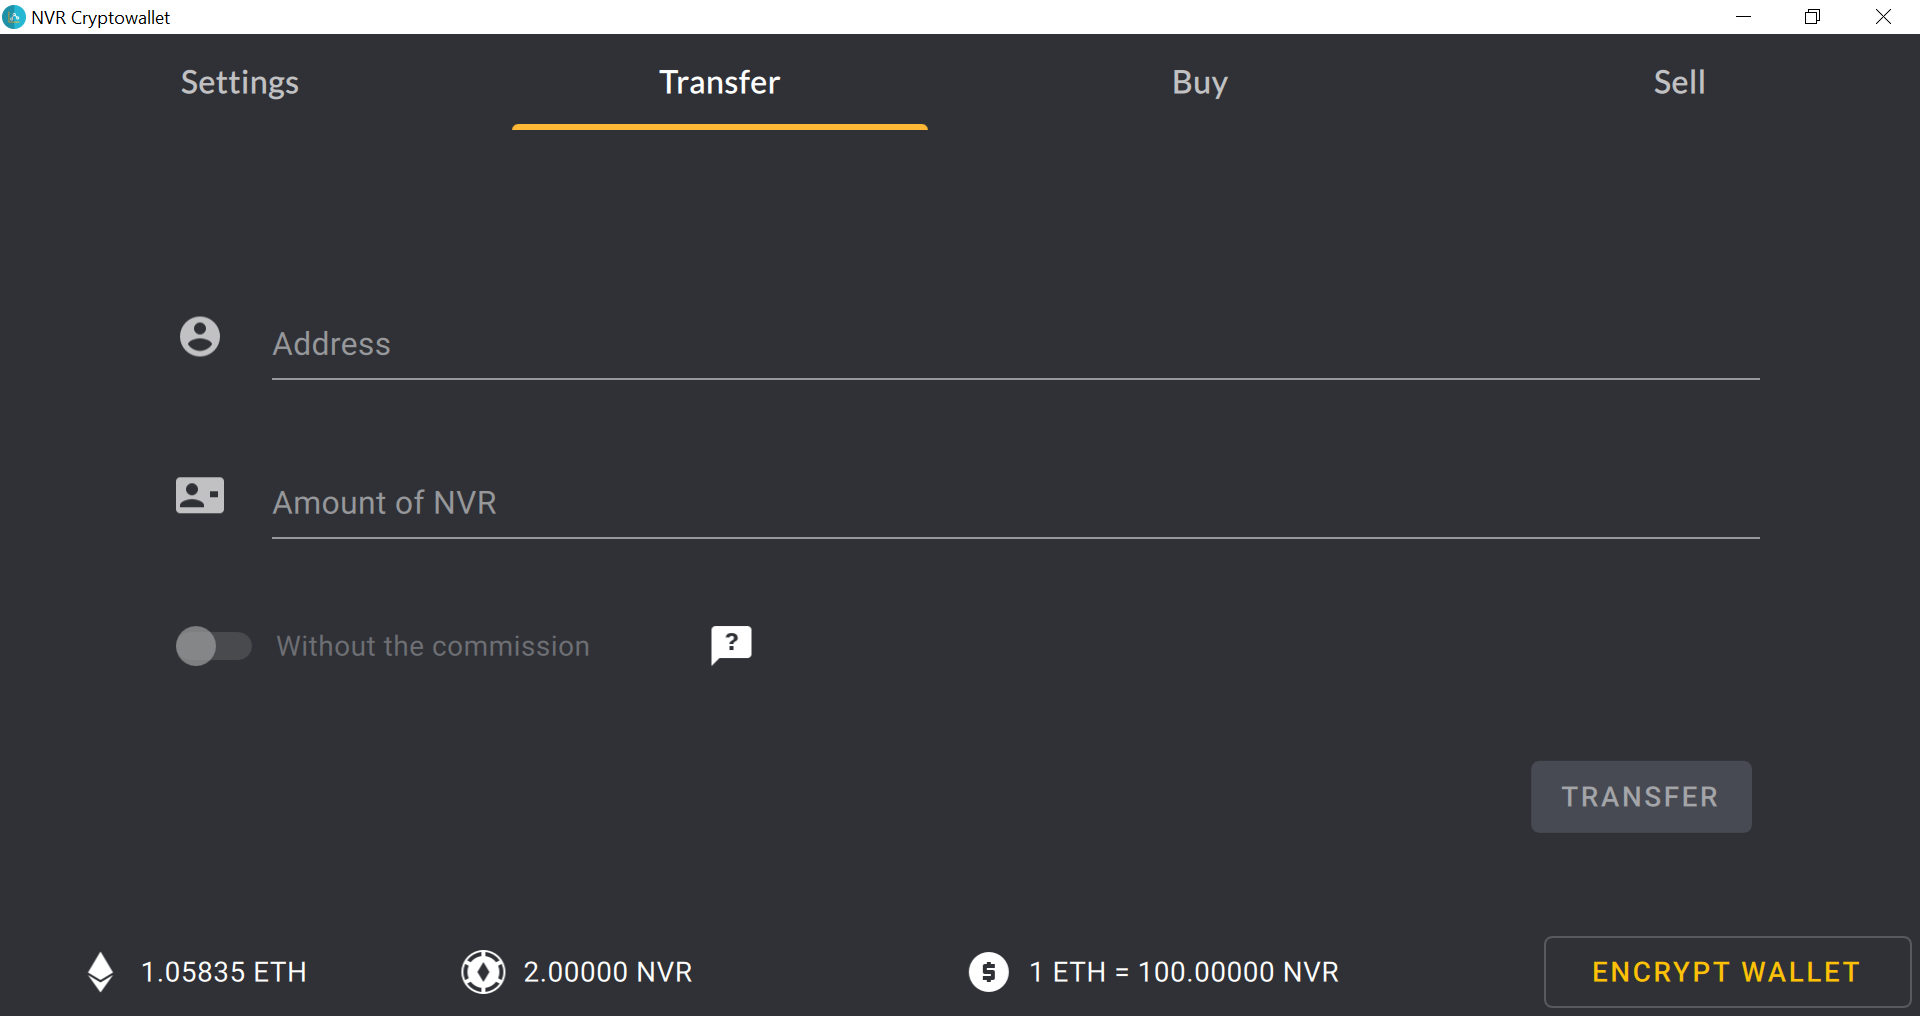 NVR Cryptowallet
Settings Transfer Buy Sell
Address
Amount of NVR
Without the commission ?
TRANSFER
1.05835 ETH 2.00000 NVR $ 1 ETH = 100.00000 NVR ENCRYPT WALLET